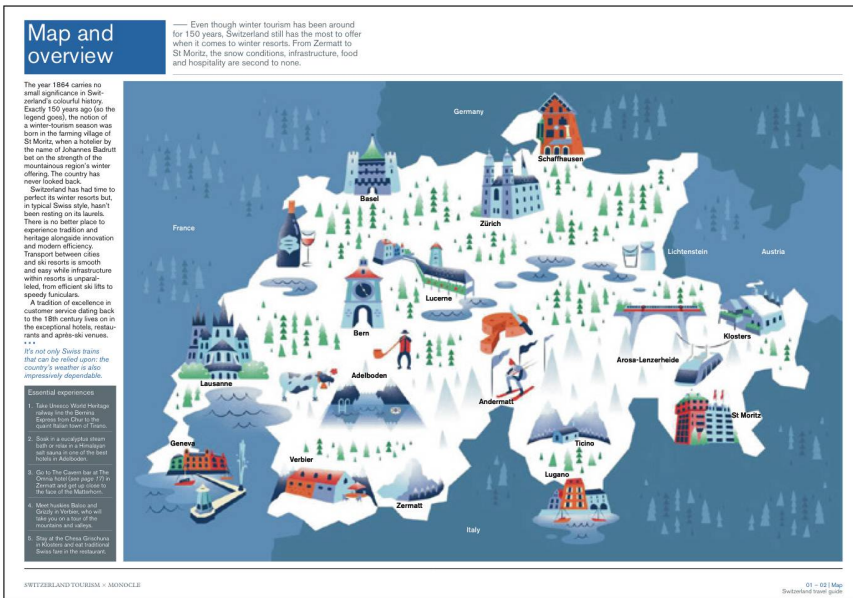 Map and
overview
—— Even though winter tourism has been around
for 150 years, Switzerland still has the most to offer
when it comes to winter resorts. From Zermatt to
St Moritz, the snow conditions, infrastructure, food
and hospitality are second to none.
The year 1864 carries no
small significance in Swit-
zerland's colourful history.
Exactly 150 years ago (so the
legend goes), the notion of
a winter-tourism season was
born in the farming village of
St Moritz, when a hotelier by
the name of Johannes Badrutt
bet on the strength of the
mountainous region's winter
offering. The country has
never looked back.
Switzerland has had time to
perfect its winter resorts but,
in typical Swiss style, hasn't
been resting on its laurels.
There is no better place to
experience tradition and
heritage alongside innovation
and modern efficiency.
Transport between cities
and ski resorts is smooth
and easy while infrastructure
within resorts is unparal-
leled, from efficient ski lifts to
speedy funiculars.
A tradition of excellence in
customer service dating back
to the 18th century lives on in
the exceptional hotels, restau-
rants and après-ski venues.
•••
It's not only Swiss trains
that can be relied upon: the
country's weather is also
impressively dependable.
Essential experiences
1. Take Unesco World Heritage
railway line the Bernina
Express from Chur to the
quaint Italian town of Tirano.
2. Soak in a eucalyptus steam
bath or relax in a Himalayan
salt sauna in one of the best
hotels in Adelboden.
3. Go to The Cavern bar at The
Omnia hotel (see page 17) in
Zermatt and get up close to
the face of the Matterhorn.
4. Meet huskies Balou and
Grizzly in Verbier, who will
take you on a tour of the
mountains and valleys.
5. Stay at the Chesa Grischuna
in Klosters and eat traditional
Swiss fare in the restaurant.
Germany
Schaffhausen
Basel
Zürich
France
Lichtenstein
Austria
Lucerne
Bern
Klosters
Arosa-Lenzerheide
Adelboden
Lausanne
Andermatt
St Moritz
Geneva
Ticino
Verbier
Lugano
Zermatt
Italy
SWITZERLAND TOURISM × MONOCLE
01 – 02 | Map
Switzerland travel guide